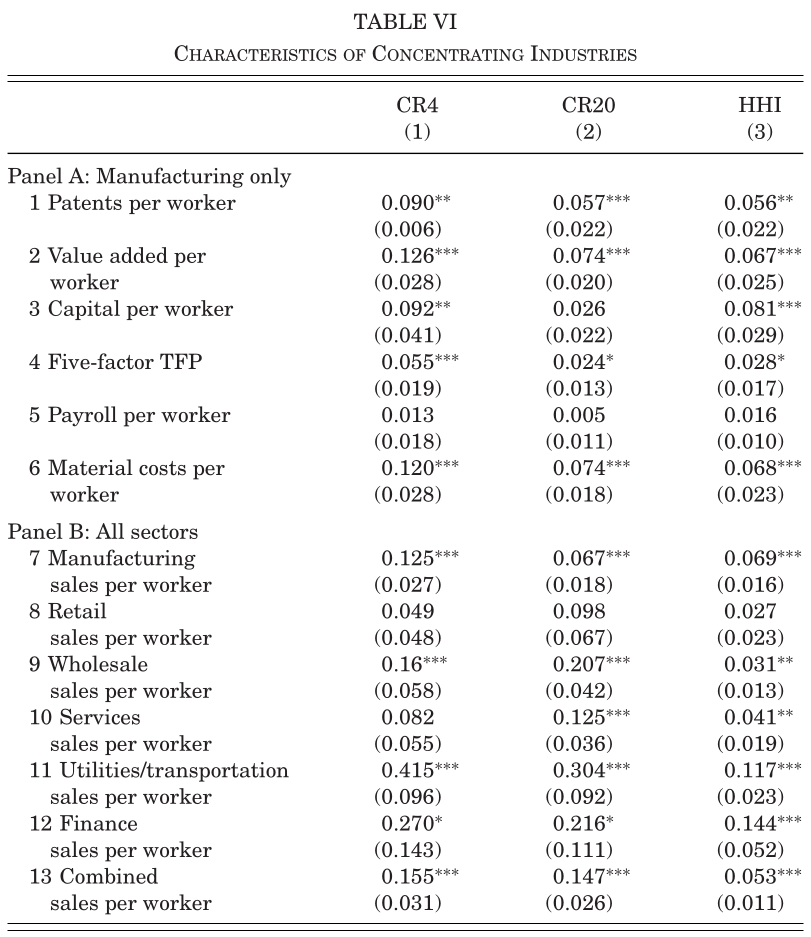 TABLE VI
CHARACTERISTICS OF CONCENTRATING INDUSTRIES
CR4 CR20 HHI
(1) (2) (3)
Panel A: Manufacturing only
1 Patents per worker 0.090** 0.057*** 0.056**
(0.006) (0.022) (0.022)
2 Value added per 0.126*** 0.074*** 0.067***
worker (0.028) (0.020) (0.025)
3 Capital per worker 0.092** 0.026 0.081***
(0.041) (0.022) (0.029)
4 Five-factor TFP 0.055*** 0.024* 0.028*
(0.019) (0.013) (0.017)
5 Payroll per worker 0.013 0.005 0.016
(0.018) (0.011) (0.010)
6 Material costs per 0.120*** 0.074*** 0.068***
worker (0.028) (0.018) (0.023)
Panel B: All sectors
7 Manufacturing 0.125*** 0.067*** 0.069***
sales per worker (0.027) (0.018) (0.016)
8 Retail 0.049 0.098 0.027
sales per worker (0.048) (0.067) (0.023)
9 Wholesale 0.16*** 0.207*** 0.031**
sales per worker (0.058) (0.042) (0.013)
10 Services 0.082 0.125*** 0.041**
sales per worker (0.055) (0.036) (0.019)
11 Utilities/transportation 0.415*** 0.304*** 0.117***
sales per worker (0.096) (0.092) (0.023)
12 Finance 0.270* 0.216* 0.144***
sales per worker (0.143) (0.111) (0.052)
13 Combined 0.155*** 0.147*** 0.053***
sales per worker (0.031) (0.026) (0.011)